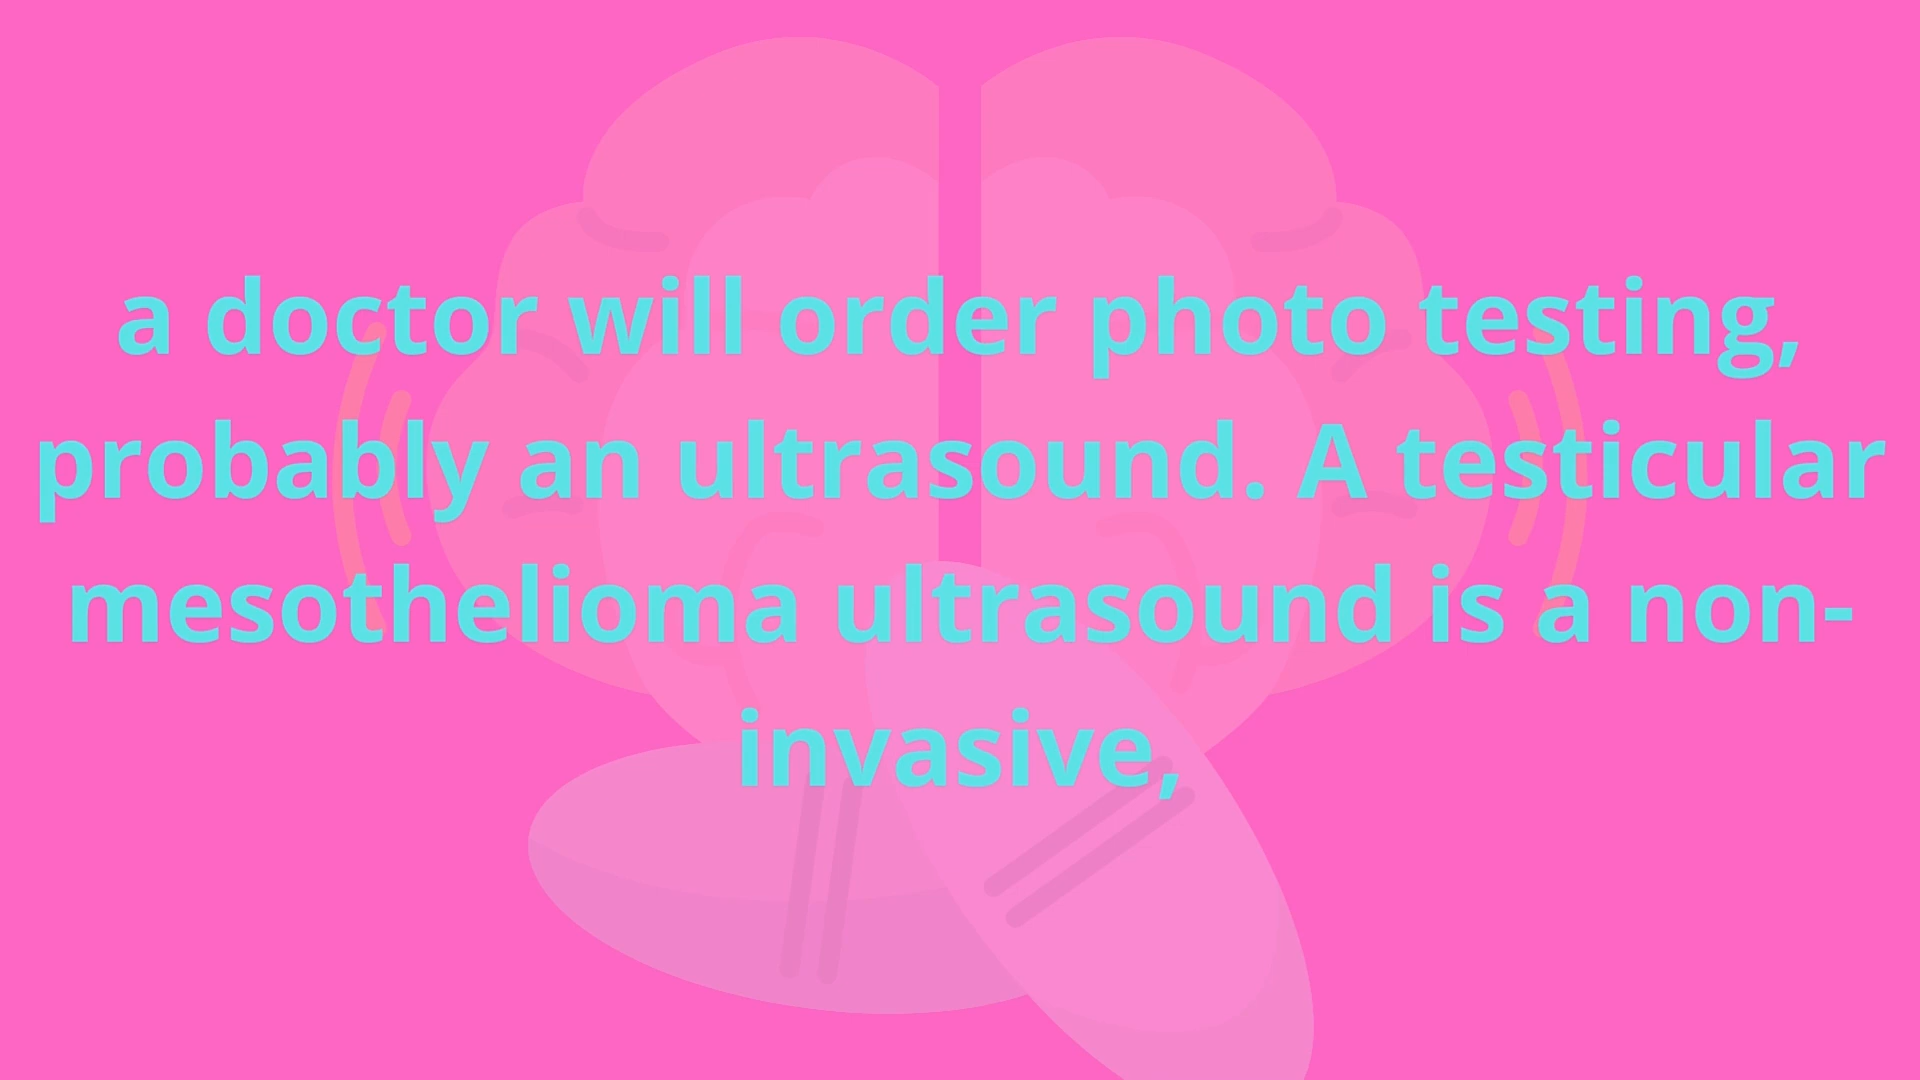 a doctor will order photo testing,
probably an ultrasound. A testicular
mesothelioma ultrasound is a non-
invasive,